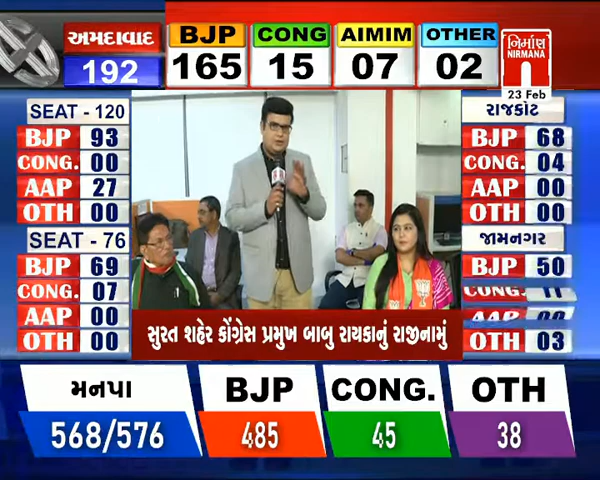 અમદાવાદ
192
BJP CONG AIMIM OTHER
165 15 07 02
નિર્માણ
NIRMANA
23 Feb
SEAT - 120
BJP 93
CONG. 00
AAP 27
OTH 00
SEAT - 76
BJP 69
CONG. 07
AAP 00
OTH 00
રાજકોટ
BJP 68
CONG. 04
AAP 00
OTH 00
જામનગર
BJP 50
CONG. 11
OTH 03
સુરત શહેર કોંગ્રેસ પ્રમુખ બાબુ રાયકાનું રાજીનામું
મનપા BJP CONG. OTH
568/576 485 45 38